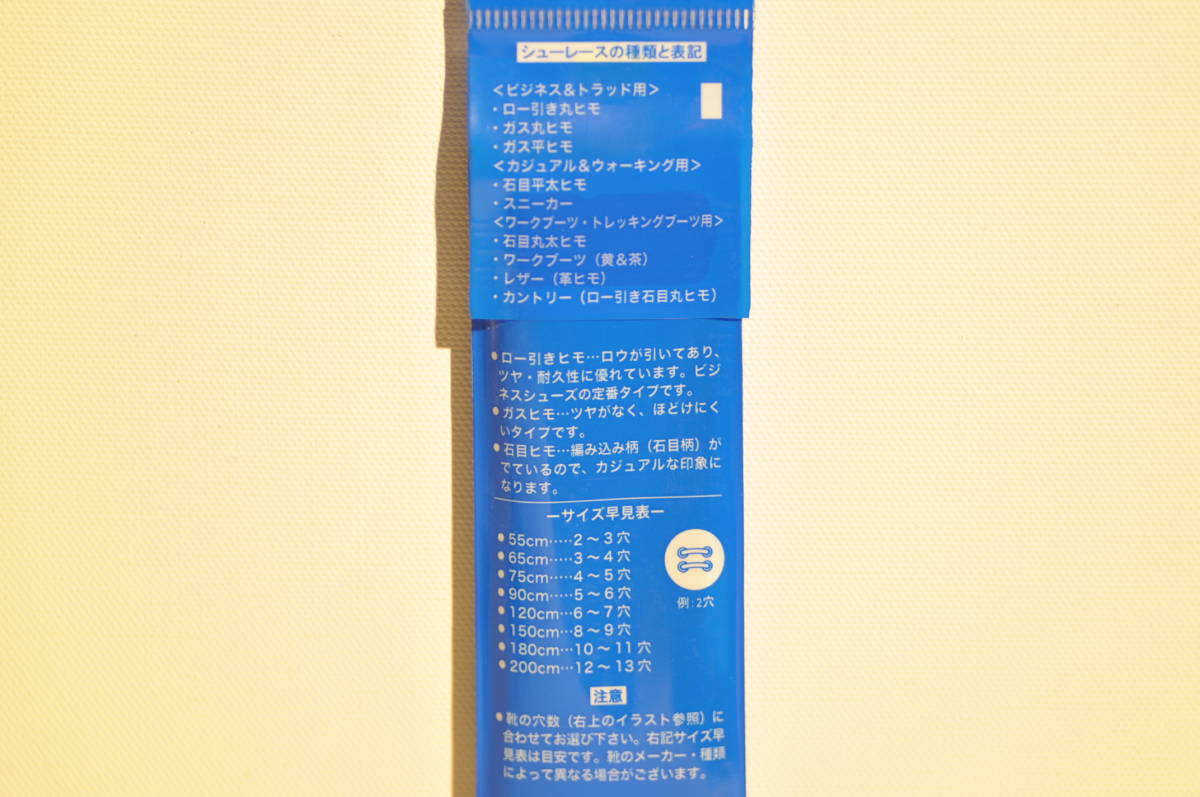 シューレースの種類と表記
＜ビジネス&トラッド用＞
・ロー引き丸ヒモ
・ガス丸ヒモ
・ガス平ヒモ
＜カジュアル&ウォーキング用＞
・石目平太ヒモ
・スニーカー
＜ワークブーツ・トレッキングブーツ用＞
・石目丸太ヒモ
・ワークブーツ（黄&茶）
・レザー（革ヒモ）
・カントリー（ロー引き石目丸ヒモ）
●ロー引きヒモ…ロウが引いてあり、
ツヤ・耐久性に優れています。ビジ
ネスシューズの定番タイプです。
●ガスヒモ…ツヤがなく、ほどけにく
いタイプです。
●石目ヒモ…編み込み柄（石目柄）が
でているので、カジュアルな印象に
なります。
ーサイズ早見表ー
●55cm……2～3穴
●65cm……3～4穴
●75cm……4～5穴
●90cm……5～6穴
●120cm…6～7穴
●150cm…8～9穴
●180cm…10～11穴
●200cm…12～13穴
例：2穴
注意
●靴の穴数（右上のイラスト参照）に
合わせてお選び下さい。右記サイズ早
見表は目安です。靴のメーカー・種類
によって異なる場合がございます。